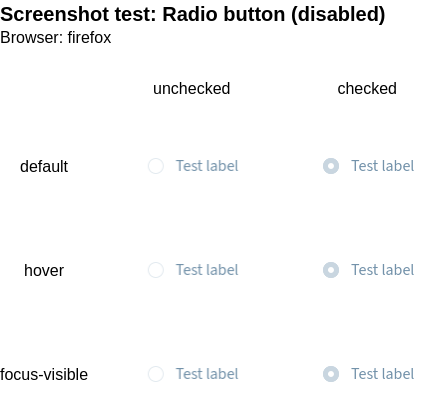 Screenshot test: Radio button (disabled)
Browser: firefox
unchecked checked
default Test label Test label
hover Test label Test label
focus-visible Test label Test label